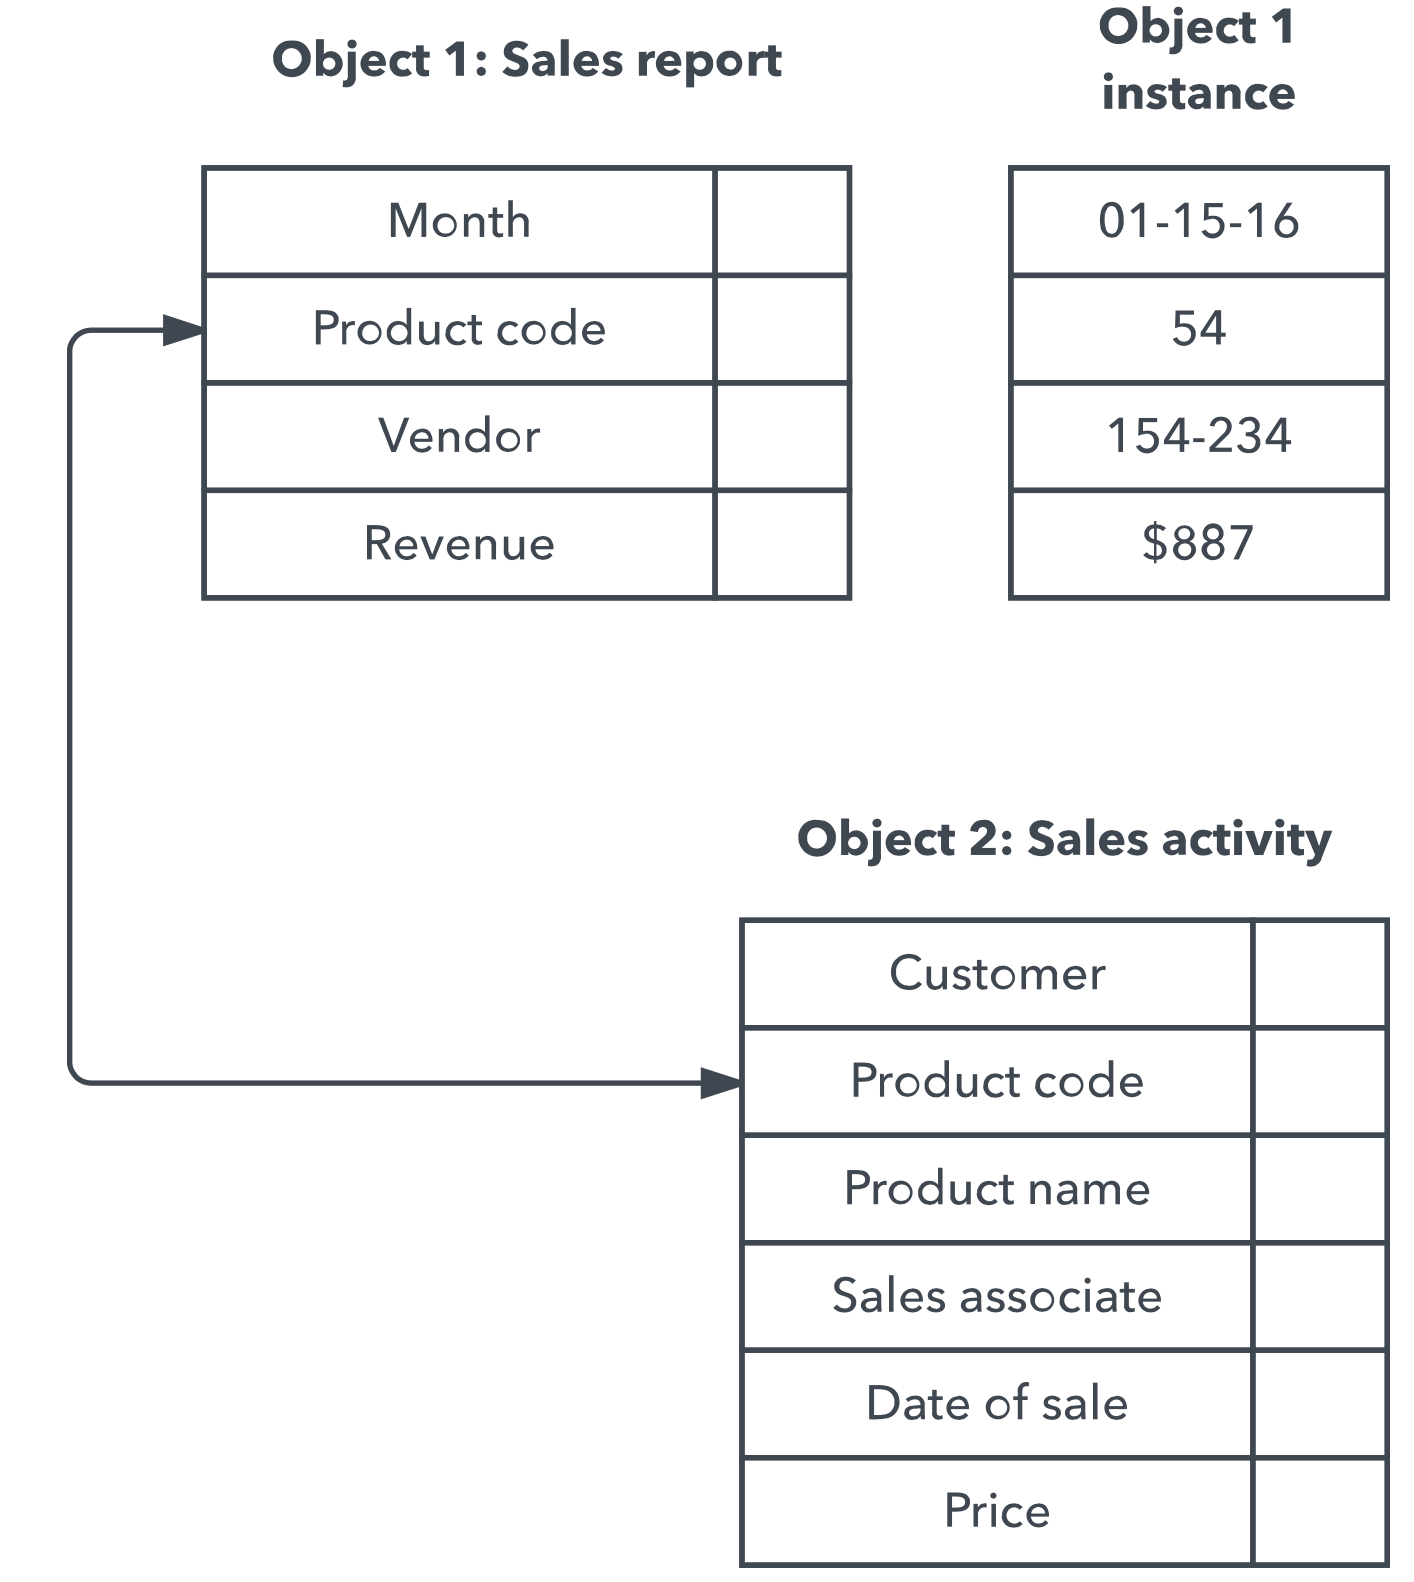 Object 1: Sales report
Object 1
instance
Month
Product code
Vendor
Revenue
01-15-16
54
154-234
$887
Object 2: Sales activity
Customer
Product code
Product name
Sales associate
Date of sale
Price